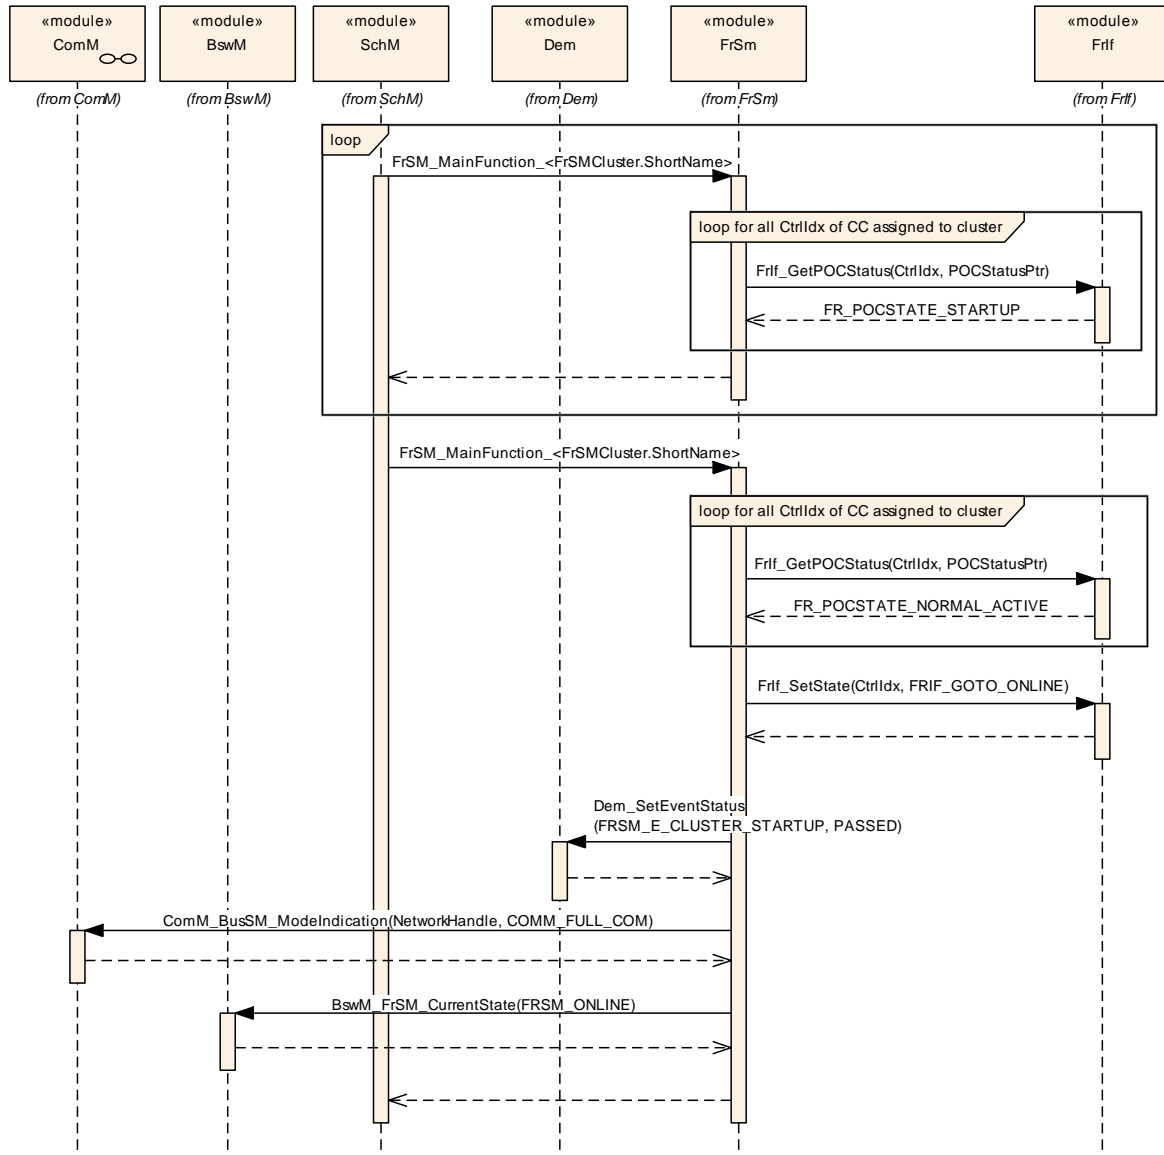 «module»
ComM
«module»
BswM
«module»
SchM
«module»
Dem
«module»
FrSm
«module»
FrIf
(from ComM)
(from BswM)
(from SchM)
(from Dem)
(from FrSm)
(from FrIf)
loop
FrSM_MainFunction_<FrSMCluster.ShortName>
loop for all CtrlIdx of CC assigned to cluster
FrIf_GetPOCStatus(CtrlIdx, POCStatusPtr)
FR_POCSTATE_STARTUP
FrSM_MainFunction_<FrSMCluster.ShortName>
loop for all CtrlIdx of CC assigned to cluster
FrIf_GetPOCStatus(CtrlIdx, POCStatusPtr)
FR_POCSTATE_NORMAL_ACTIVE
FrIf_SetState(CtrlIdx, FRIF_GOTO_ONLINE)
Dem_SetEventStatus
(FRSM_E_CLUSTER_STARTUP, PASSED)
ComM_BusSM_ModeIndication(NetworkHandle, COMM_FULL_COM)
BswM_FrSM_CurrentState(FRSM_ONLINE)